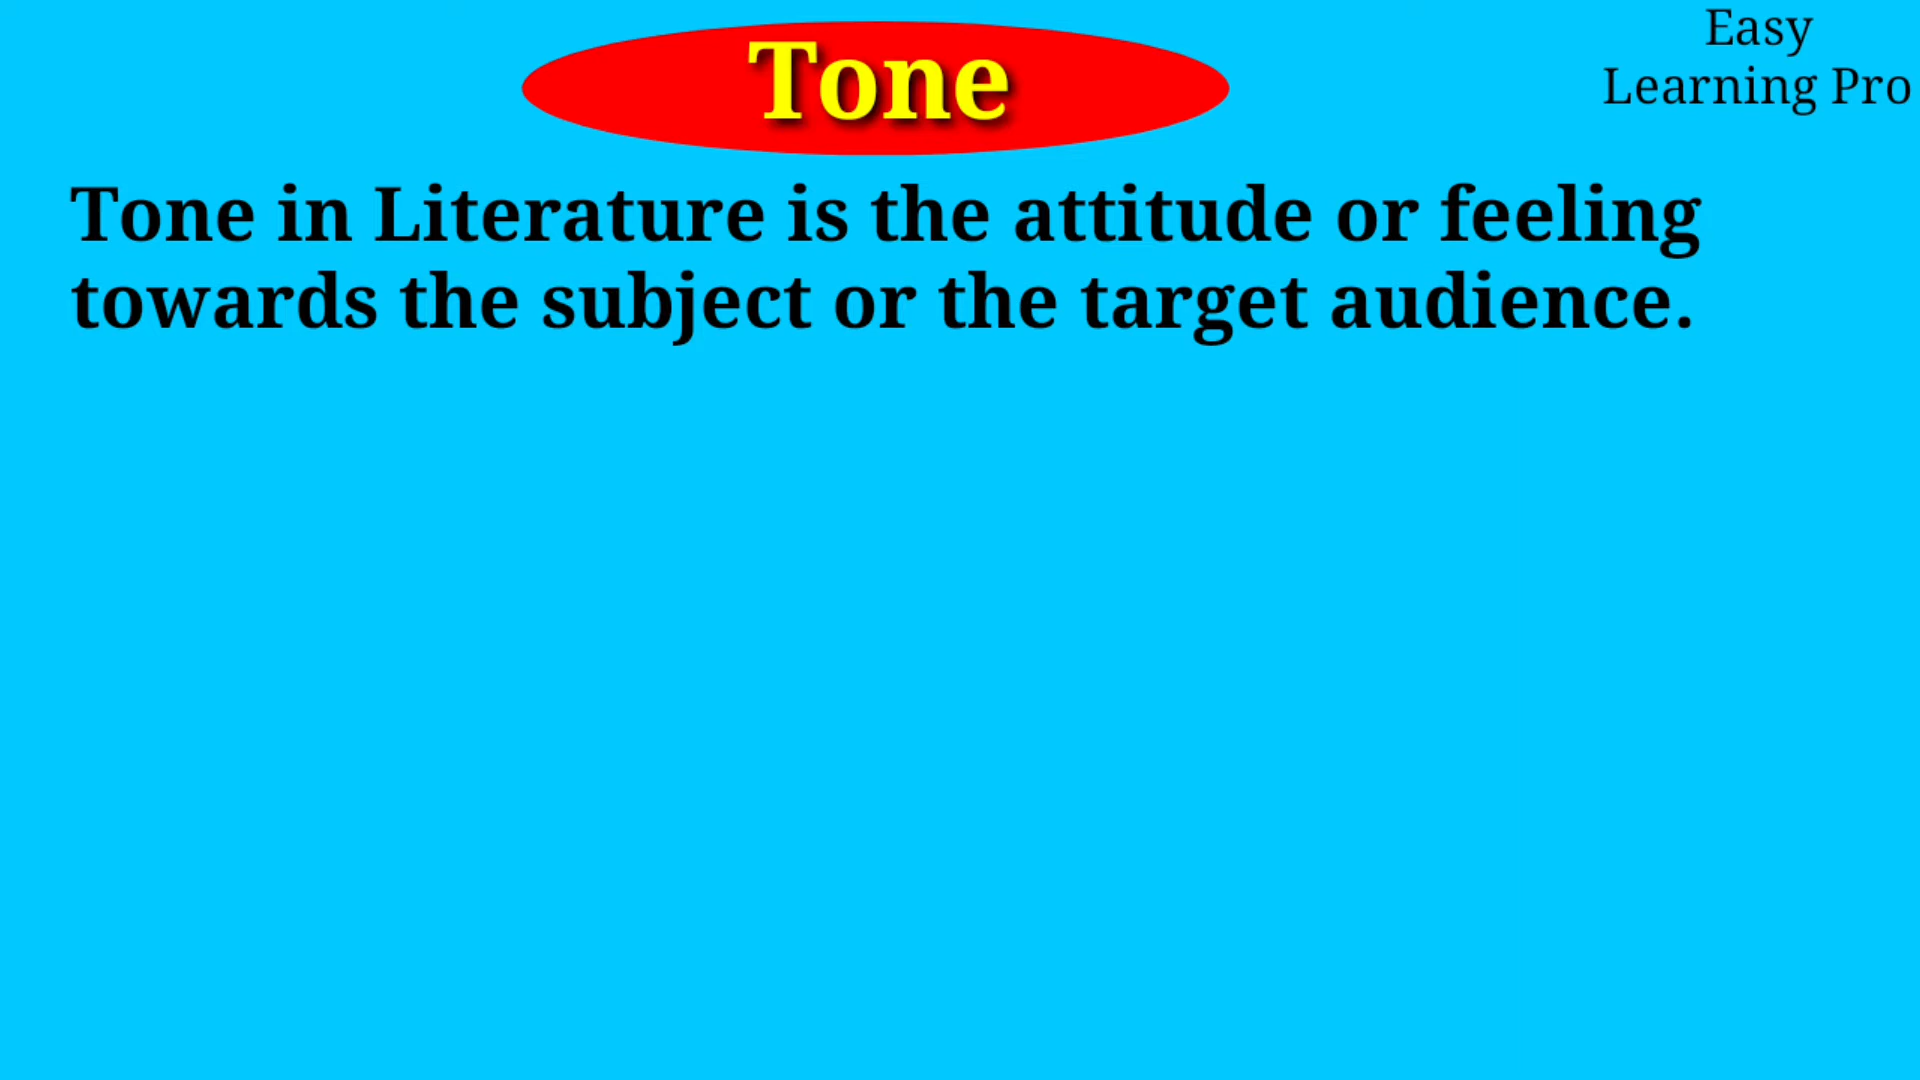 Tone
Easy
Learning Pro
Tone in Literature is the attitude or feeling
towards the subject or the target audience.